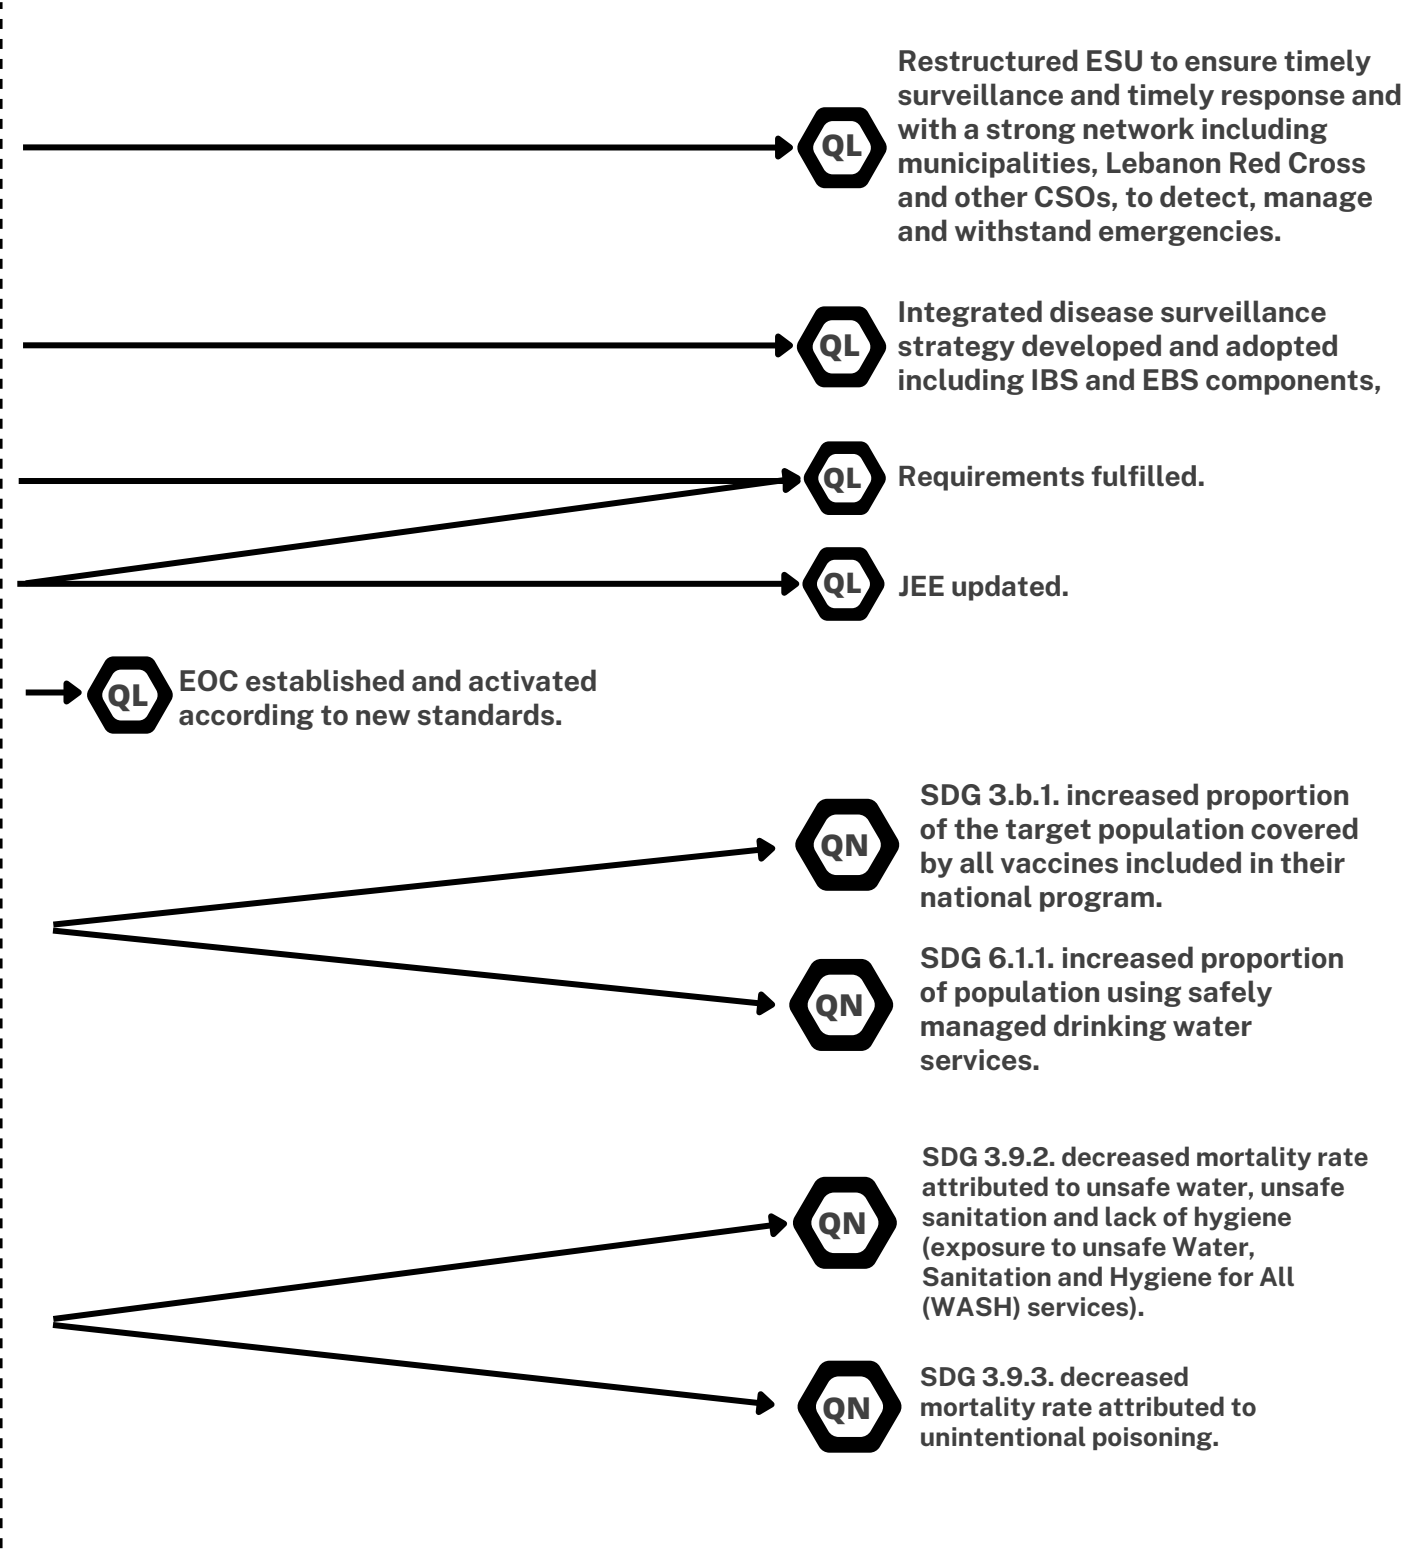 Restructured ESU to ensure timely
surveillance and timely response and
with a strong network including
municipalities, Lebanon Red Cross
and other CSOs, to detect, manage
and withstand emergencies.
QL
Integrated disease surveillance
strategy developed and adopted
including IBS and EBS components,
QL
QL
Requirements fulfilled.
QL
JEE updated.
QL
EOC established and activated
according to new standards.
QN
SDG 3.b.1. increased proportion
of the target population covered
by all vaccines included in their
national program.
QN
SDG 6.1.1. increased proportion
of population using safely
managed drinking water
services.
QN
SDG 3.9.2. decreased mortality rate
attributed to unsafe water, unsafe
sanitation and lack of hygiene
(exposure to unsafe Water,
Sanitation and Hygiene for All
(WASH) services).
QN
SDG 3.9.3. decreased
mortality rate attributed to
unintentional poisoning.